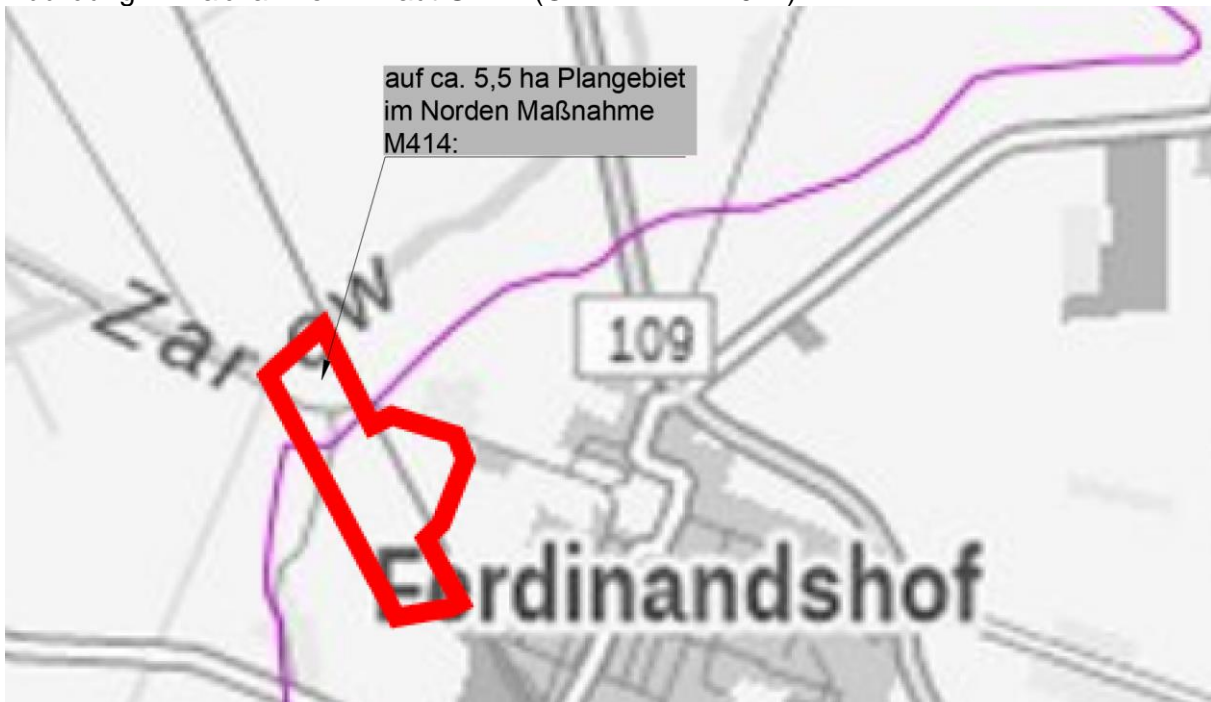 auf ca. 5,5 ha Plangebiet
im Norden Maßnahme
M414:
Zarow
109
Ferdinandshof